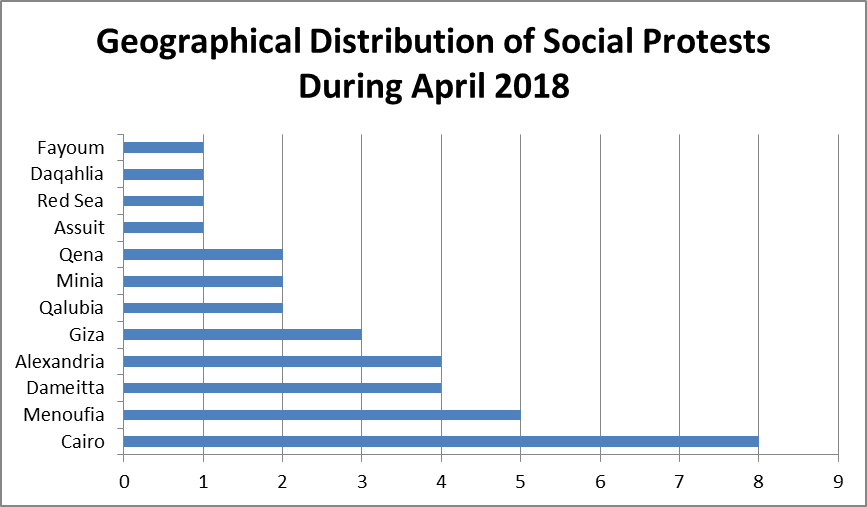 Geographical Distribution of Social Protests
During April 2018
Fayoum
Daqahlia
Red Sea
Assuit
Qena
Minia
Qalubia
Giza
Alexandria
Dameitta
Menoufia
Cairo
0 1 2 3 4 5 6 7 8 9